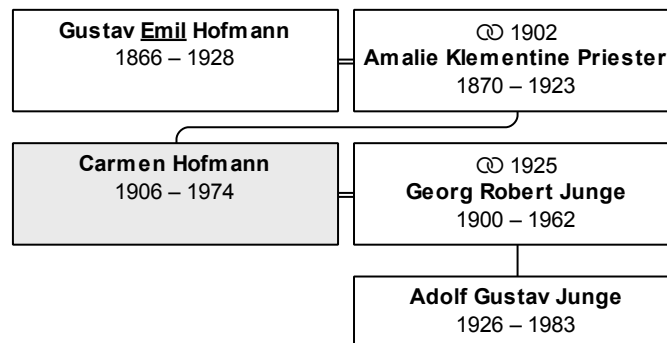 Gustav Emil Hofmann
1866 – 1928
⚭ 1902
Amalie Klementine Priester
1870 – 1923
Carmen Hofmann
1906 – 1974
⚭ 1925
Georg Robert Junge
1900 – 1962
Adolf Gustav Junge
1926 – 1983